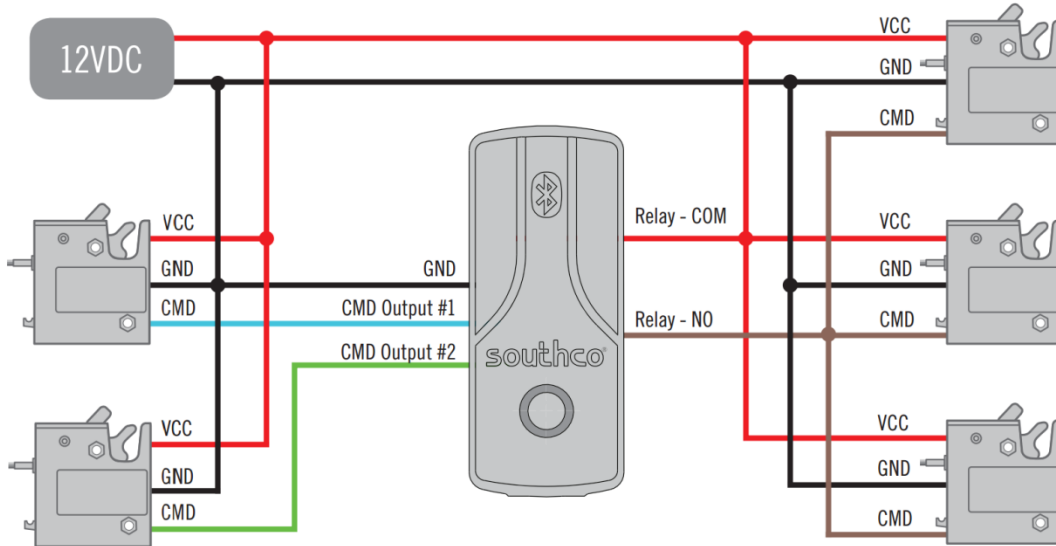 12VDC
VCC
GND
CMD
VCC
GND
CMD
GND
CMD Output #1
CMD Output #2
VCC
GND
CMD
southco®
Relay - COM
Relay - NO
VCC
GND
CMD
VCC
GND
CMD